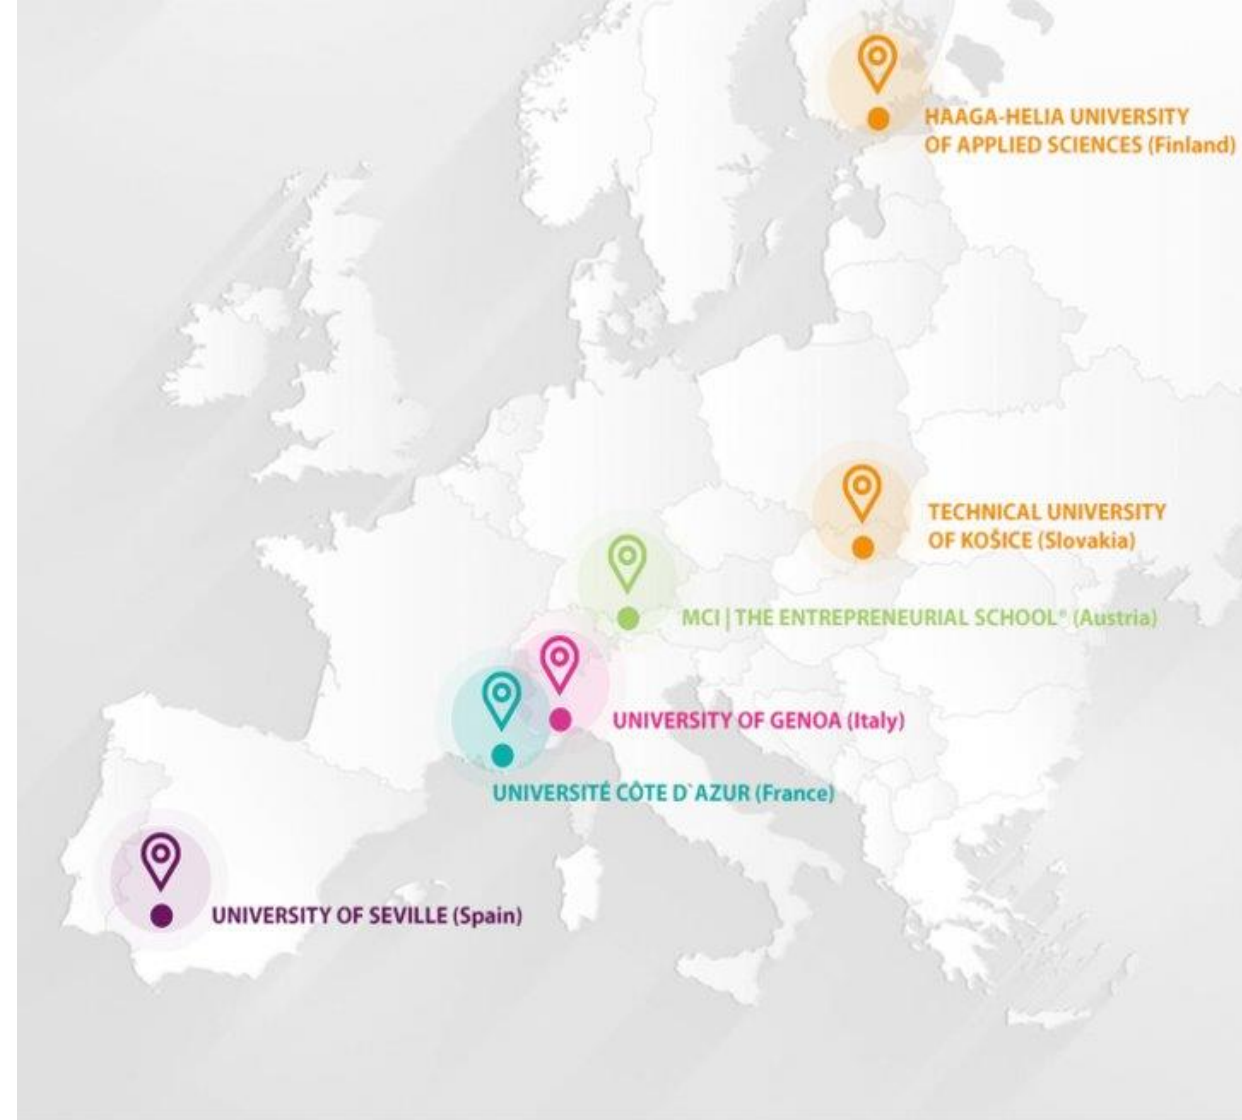 HAAGA-HELIA UNIVERSITY
OF APPLIED SCIENCES (Finland)
TECHNICAL UNIVERSITY
OF KOŠICE (Slovakia)
MCI | THE ENTREPRENEURIAL SCHOOL® (Austria)
UNIVERSITY OF GENOA (Italy)
UNIVERSITÉ CÔTE D`AZUR (France)
UNIVERSITY OF SEVILLE (Spain)